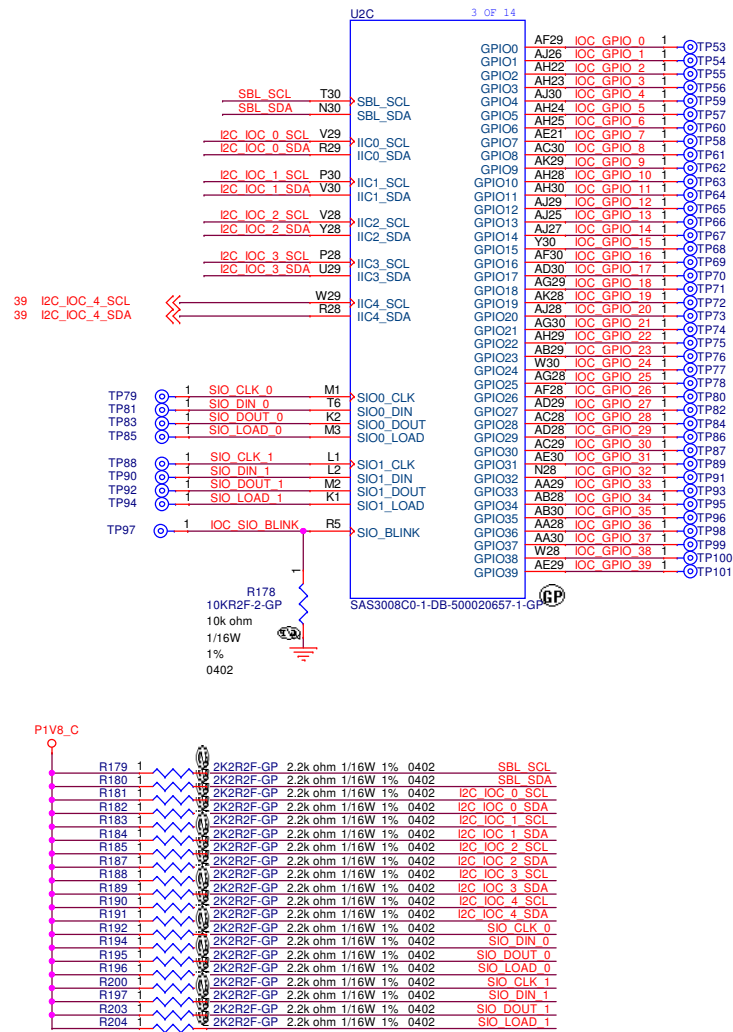 U2C 3 OF 14
SBL_SCL T30 SBL_SCL
SBL_SDA N30 SBL_SDA
I2C_IOC_0_SCL V29 IIC0_SCL
I2C_IOC_0_SDA R29 IIC0_SDA
I2C_IOC_1_SCL P30 IIC1_SCL
I2C_IOC_1_SDA V30 IIC1_SDA
I2C_IOC_2_SCL V28 IIC2_SCL
I2C_IOC_2_SDA Y28 IIC2_SDA
I2C_IOC_3_SCL P28 IIC3_SCL
I2C_IOC_3_SDA U29 IIC3_SDA
39 I2C_IOC_4_SCL W29 IIC4_SCL
39 I2C_IOC_4_SDA R28 IIC4_SDA
TP79 1 SIO_CLK_0 M1 SIO0_CLK
TP81 1 SIO_DIN_0 T6 SIO0_DIN
TP83 1 SIO_DOUT_0 K2 SIO0_DOUT
TP85 1 SIO_LOAD_0 M3 SIO0_LOAD
TP88 1 SIO_CLK_1 L1 SIO1_CLK
TP90 1 SIO_DIN_1 L2 SIO1_DIN
TP92 1 SIO_DOUT_1 M2 SIO1_DOUT
TP94 1 SIO_LOAD_1 K1 SIO1_LOAD
TP97 1 IOC_SIO_BLINK R5 SIO_BLINK
GPIO0 AF29 IOC_GPIO_0 1 TP53
GPIO1 AJ26 IOC_GPIO_1 1 TP54
GPIO2 AH22 IOC_GPIO_2 1 TP55
GPIO3 AH23 IOC_GPIO_3 1 TP56
GPIO4 AJ30 IOC_GPIO_4 1 TP59
GPIO5 AH24 IOC_GPIO_5 1 TP57
GPIO6 AH25 IOC_GPIO_6 1 TP60
GPIO7 AE21 IOC_GPIO_7 1 TP58
GPIO8 AC30 IOC_GPIO_8 1 TP61
GPIO9 AK29 IOC_GPIO_9 1 TP62
GPIO10 AH28 IOC_GPIO_10 1 TP63
GPIO11 AH30 IOC_GPIO_11 1 TP64
GPIO12 AJ29 IOC_GPIO_12 1 TP65
GPIO13 AJ25 IOC_GPIO_13 1 TP66
GPIO14 AJ27 IOC_GPIO_14 1 TP67
GPIO15 Y30 IOC_GPIO_15 1 TP68
GPIO16 AF30 IOC_GPIO_16 1 TP69
GPIO17 AD30 IOC_GPIO_17 1 TP70
GPIO18 AG29 IOC_GPIO_18 1 TP71
GPIO19 AK28 IOC_GPIO_19 1 TP72
GPIO20 AJ28 IOC_GPIO_20 1 TP73
GPIO21 AG30 IOC_GPIO_21 1 TP74
GPIO22 AH29 IOC_GPIO_22 1 TP75
GPIO23 AB29 IOC_GPIO_23 1 TP76
GPIO24 W30 IOC_GPIO_24 1 TP77
GPIO25 AG28 IOC_GPIO_25 1 TP78
GPIO26 AF28 IOC_GPIO_26 1 TP80
GPIO27 AD29 IOC_GPIO_27 1 TP82
GPIO28 AC28 IOC_GPIO_28 1 TP84
GPIO29 AD28 IOC_GPIO_29 1 TP86
GPIO30 AC29 IOC_GPIO_30 1 TP87
GPIO31 AE30 IOC_GPIO_31 1 TP89
GPIO32 N28 IOC_GPIO_32 1 TP91
GPIO33 AA29 IOC_GPIO_33 1 TP93
GPIO34 AB28 IOC_GPIO_34 1 TP95
GPIO35 AB30 IOC_GPIO_35 1 TP96
GPIO36 AA28 IOC_GPIO_36 1 TP98
GPIO37 AA30 IOC_GPIO_37 1 TP99
GPIO38 W28 IOC_GPIO_38 1 TP100
GPIO39 AE29 IOC_GPIO_39 1 TP101
SAS3008C0-1-DB-500020657-1-GP GP
1
R178
10KR2F-2-GP
10k ohm
1/16W
1%
0402
P1V8_C
R179 1 2K2R2F-GP 2.2k ohm 1/16W 1% 0402 SBL_SCL
R180 1 2K2R2F-GP 2.2k ohm 1/16W 1% 0402 SBL_SDA
R181 1 2K2R2F-GP 2.2k ohm 1/16W 1% 0402 I2C_IOC_0_SCL
R182 1 2K2R2F-GP 2.2k ohm 1/16W 1% 0402 I2C_IOC_0_SDA
R183 1 2K2R2F-GP 2.2k ohm 1/16W 1% 0402 I2C_IOC_1_SCL
R184 1 2K2R2F-GP 2.2k ohm 1/16W 1% 0402 I2C_IOC_1_SDA
R185 1 2K2R2F-GP 2.2k ohm 1/16W 1% 0402 I2C_IOC_2_SCL
R187 1 2K2R2F-GP 2.2k ohm 1/16W 1% 0402 I2C_IOC_2_SDA
R188 1 2K2R2F-GP 2.2k ohm 1/16W 1% 0402 I2C_IOC_3_SCL
R189 1 2K2R2F-GP 2.2k ohm 1/16W 1% 0402 I2C_IOC_3_SDA
R190 1 2K2R2F-GP 2.2k ohm 1/16W 1% 0402 I2C_IOC_4_SCL
R191 1 2K2R2F-GP 2.2k ohm 1/16W 1% 0402 I2C_IOC_4_SDA
R192 1 2K2R2F-GP 2.2k ohm 1/16W 1% 0402 SIO_CLK_0
R194 1 2K2R2F-GP 2.2k ohm 1/16W 1% 0402 SIO_DIN_0
R195 1 2K2R2F-GP 2.2k ohm 1/16W 1% 0402 SIO_DOUT_0
R196 1 2K2R2F-GP 2.2k ohm 1/16W 1% 0402 SIO_LOAD_0
R200 1 2K2R2F-GP 2.2k ohm 1/16W 1% 0402 SIO_CLK_1
R197 1 2K2R2F-GP 2.2k ohm 1/16W 1% 0402 SIO_DIN_1
R203 1 2K2R2F-GP 2.2k ohm 1/16W 1% 0402 SIO_DOUT_1
R204 1 2K2R2F-GP 2.2k ohm 1/16W 1% 0402 SIO_LOAD_1